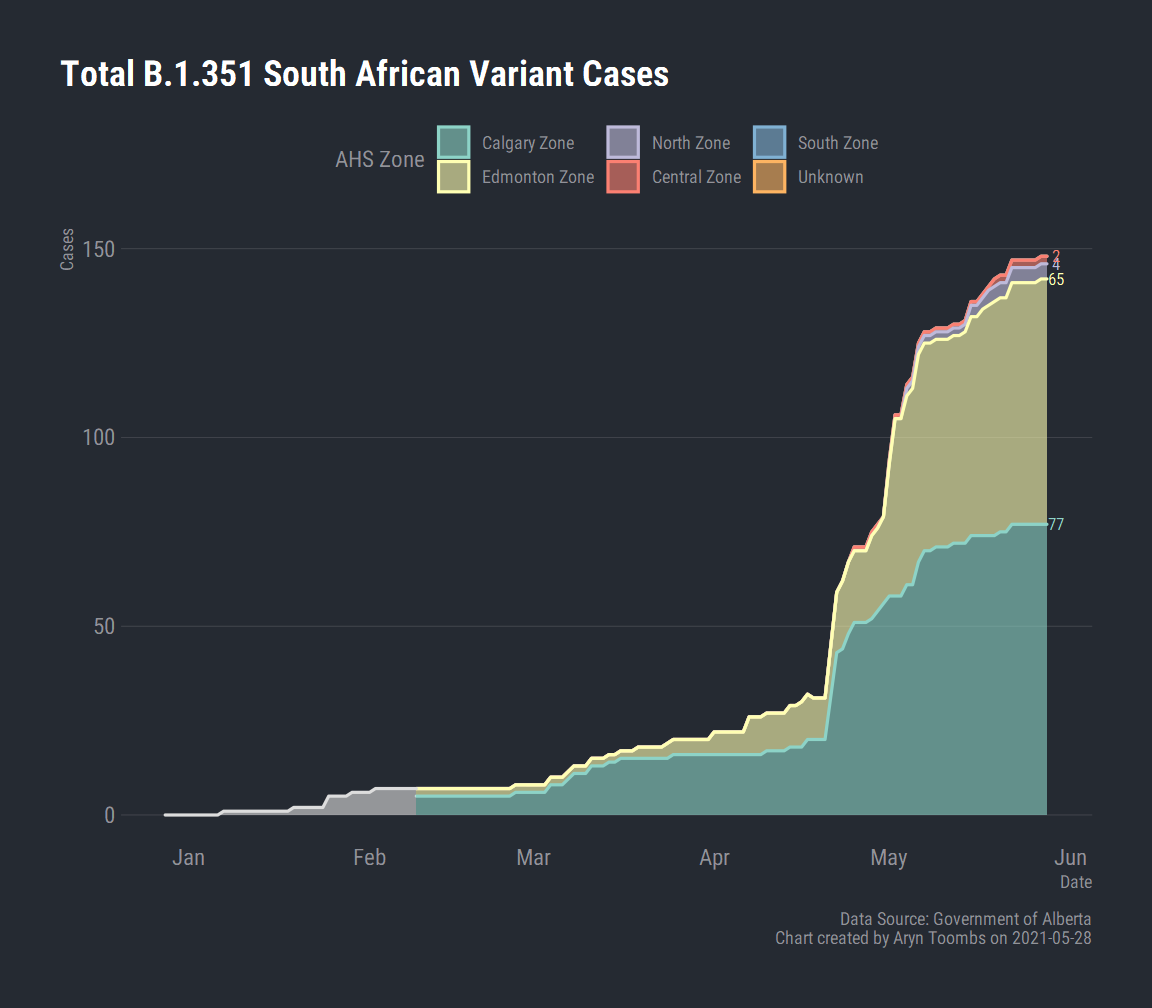 Total B.1.351 South African Variant Cases
AHS Zone
Calgary Zone
North Zone
South Zone
Edmonton Zone
Central Zone
Unknown
Cases
150
100
50
0
2
4
65
77
Jan
Feb
Mar
Apr
May
Jun
Date
Data Source: Government of Alberta
Chart created by Aryn Toombs on 2021-05-28